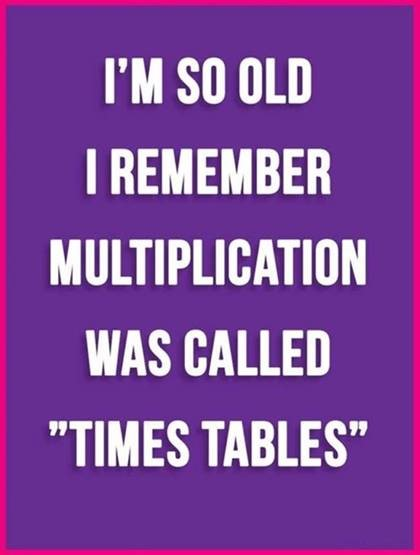 I'M SO OLD
I REMEMBER
MULTIPLICATION
WAS CALLED
"TIMES TABLES"